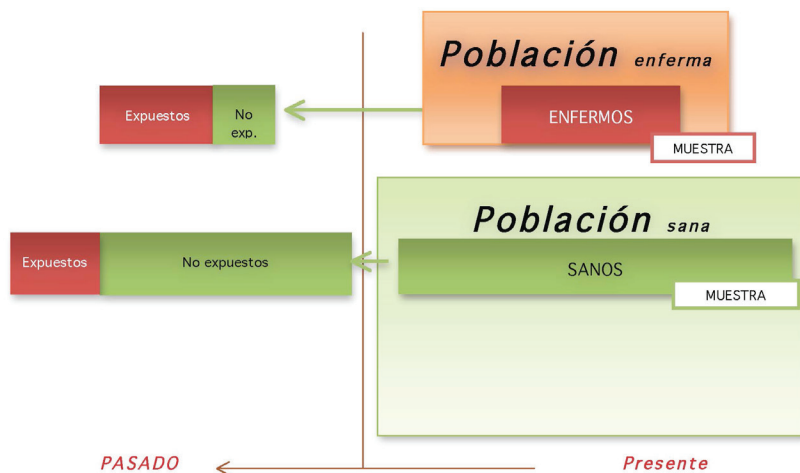 Población enferma
Expuestos
No
exp.
ENFERMOS
MUESTRA
Población sana
Expuestos
No expuestos
SANOS
MUESTRA
PASADO
Presente